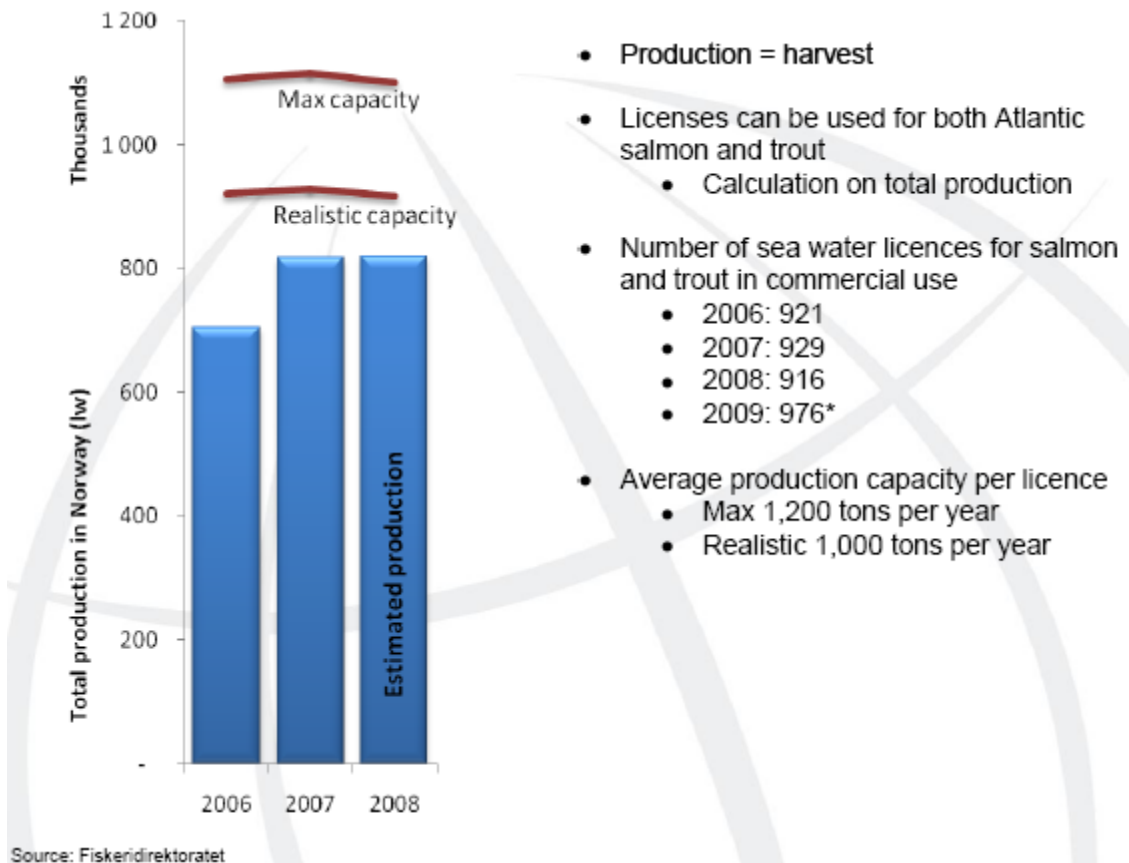 1 200
Max capacity
Thousands
1 000
Realistic capacity
800
600
400
200
-
Total production in Norway (lw)
Estimated production
2006 2007 2008
Source: Fiskeridirektoratet
• Production = harvest
• Licenses can be used for both Atlantic
salmon and trout
• Calculation on total production
• Number of sea water licences for salmon
and trout in commercial use
• 2006: 921
• 2007: 929
• 2008: 916
• 2009: 976*
• Average production capacity per licence
• Max 1,200 tons per year
• Realistic 1,000 tons per year